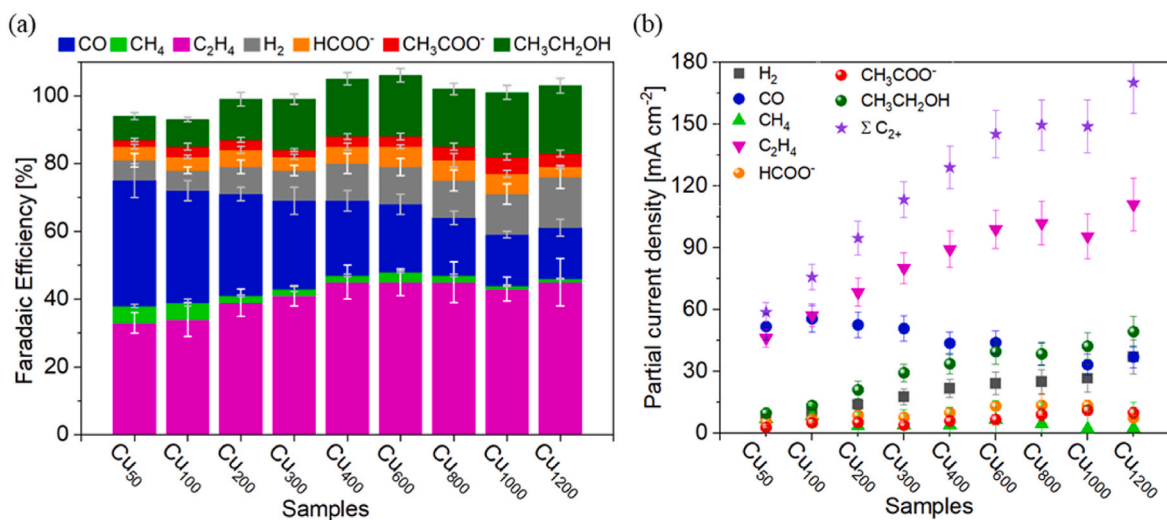 (a)
CO CH₄ C₂H₄ H₂ HCOO⁻ CH₃COO⁻ CH₃CH₂OH
Faradaic Efficiency [%]
100
80
60
40
20
0
Cu₅₀ Cu₁₀₀ Cu₂₀₀ Cu₃₀₀ Cu₄₀₀ Cu₆₀₀ Cu₈₀₀ Cu₁₀₀₀ Cu₁₂₀₀
Samples
(b)
Partial current density [mA cm⁻²]
180
150
120
90
60
30
0
H₂
CO
CH₄
C₂H₄
HCOO⁻
CH₃COO⁻
CH₃CH₂OH
Σ C₂₊
Cu₅₀ Cu₁₀₀ Cu₂₀₀ Cu₃₀₀ Cu₄₀₀ Cu₆₀₀ Cu₈₀₀ Cu₁₀₀₀ Cu₁₂₀₀
Samples